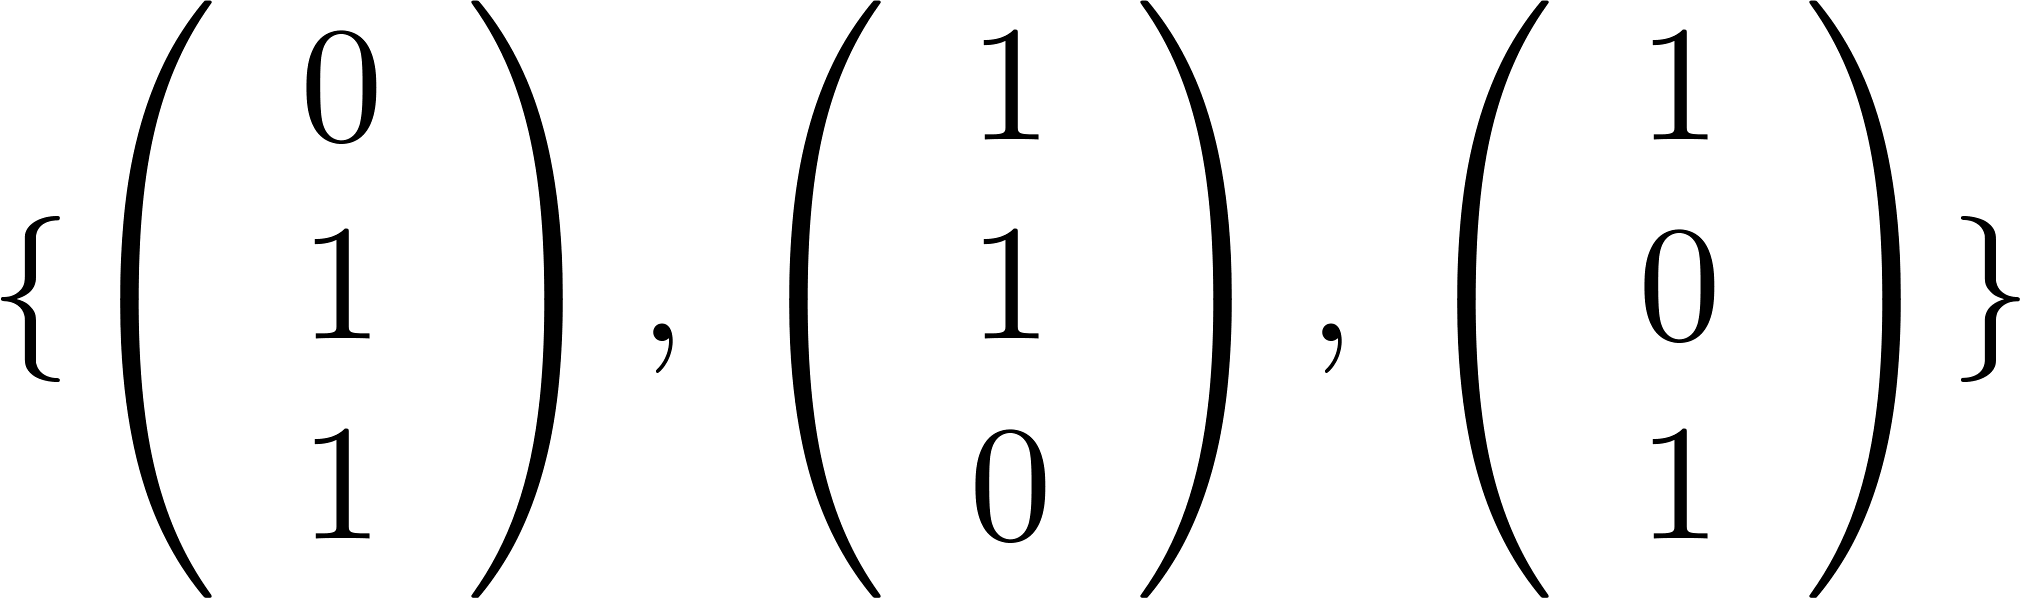 { ( 0 1 1 ) , ( 1 1 0 ) , ( 1 0 1 ) }